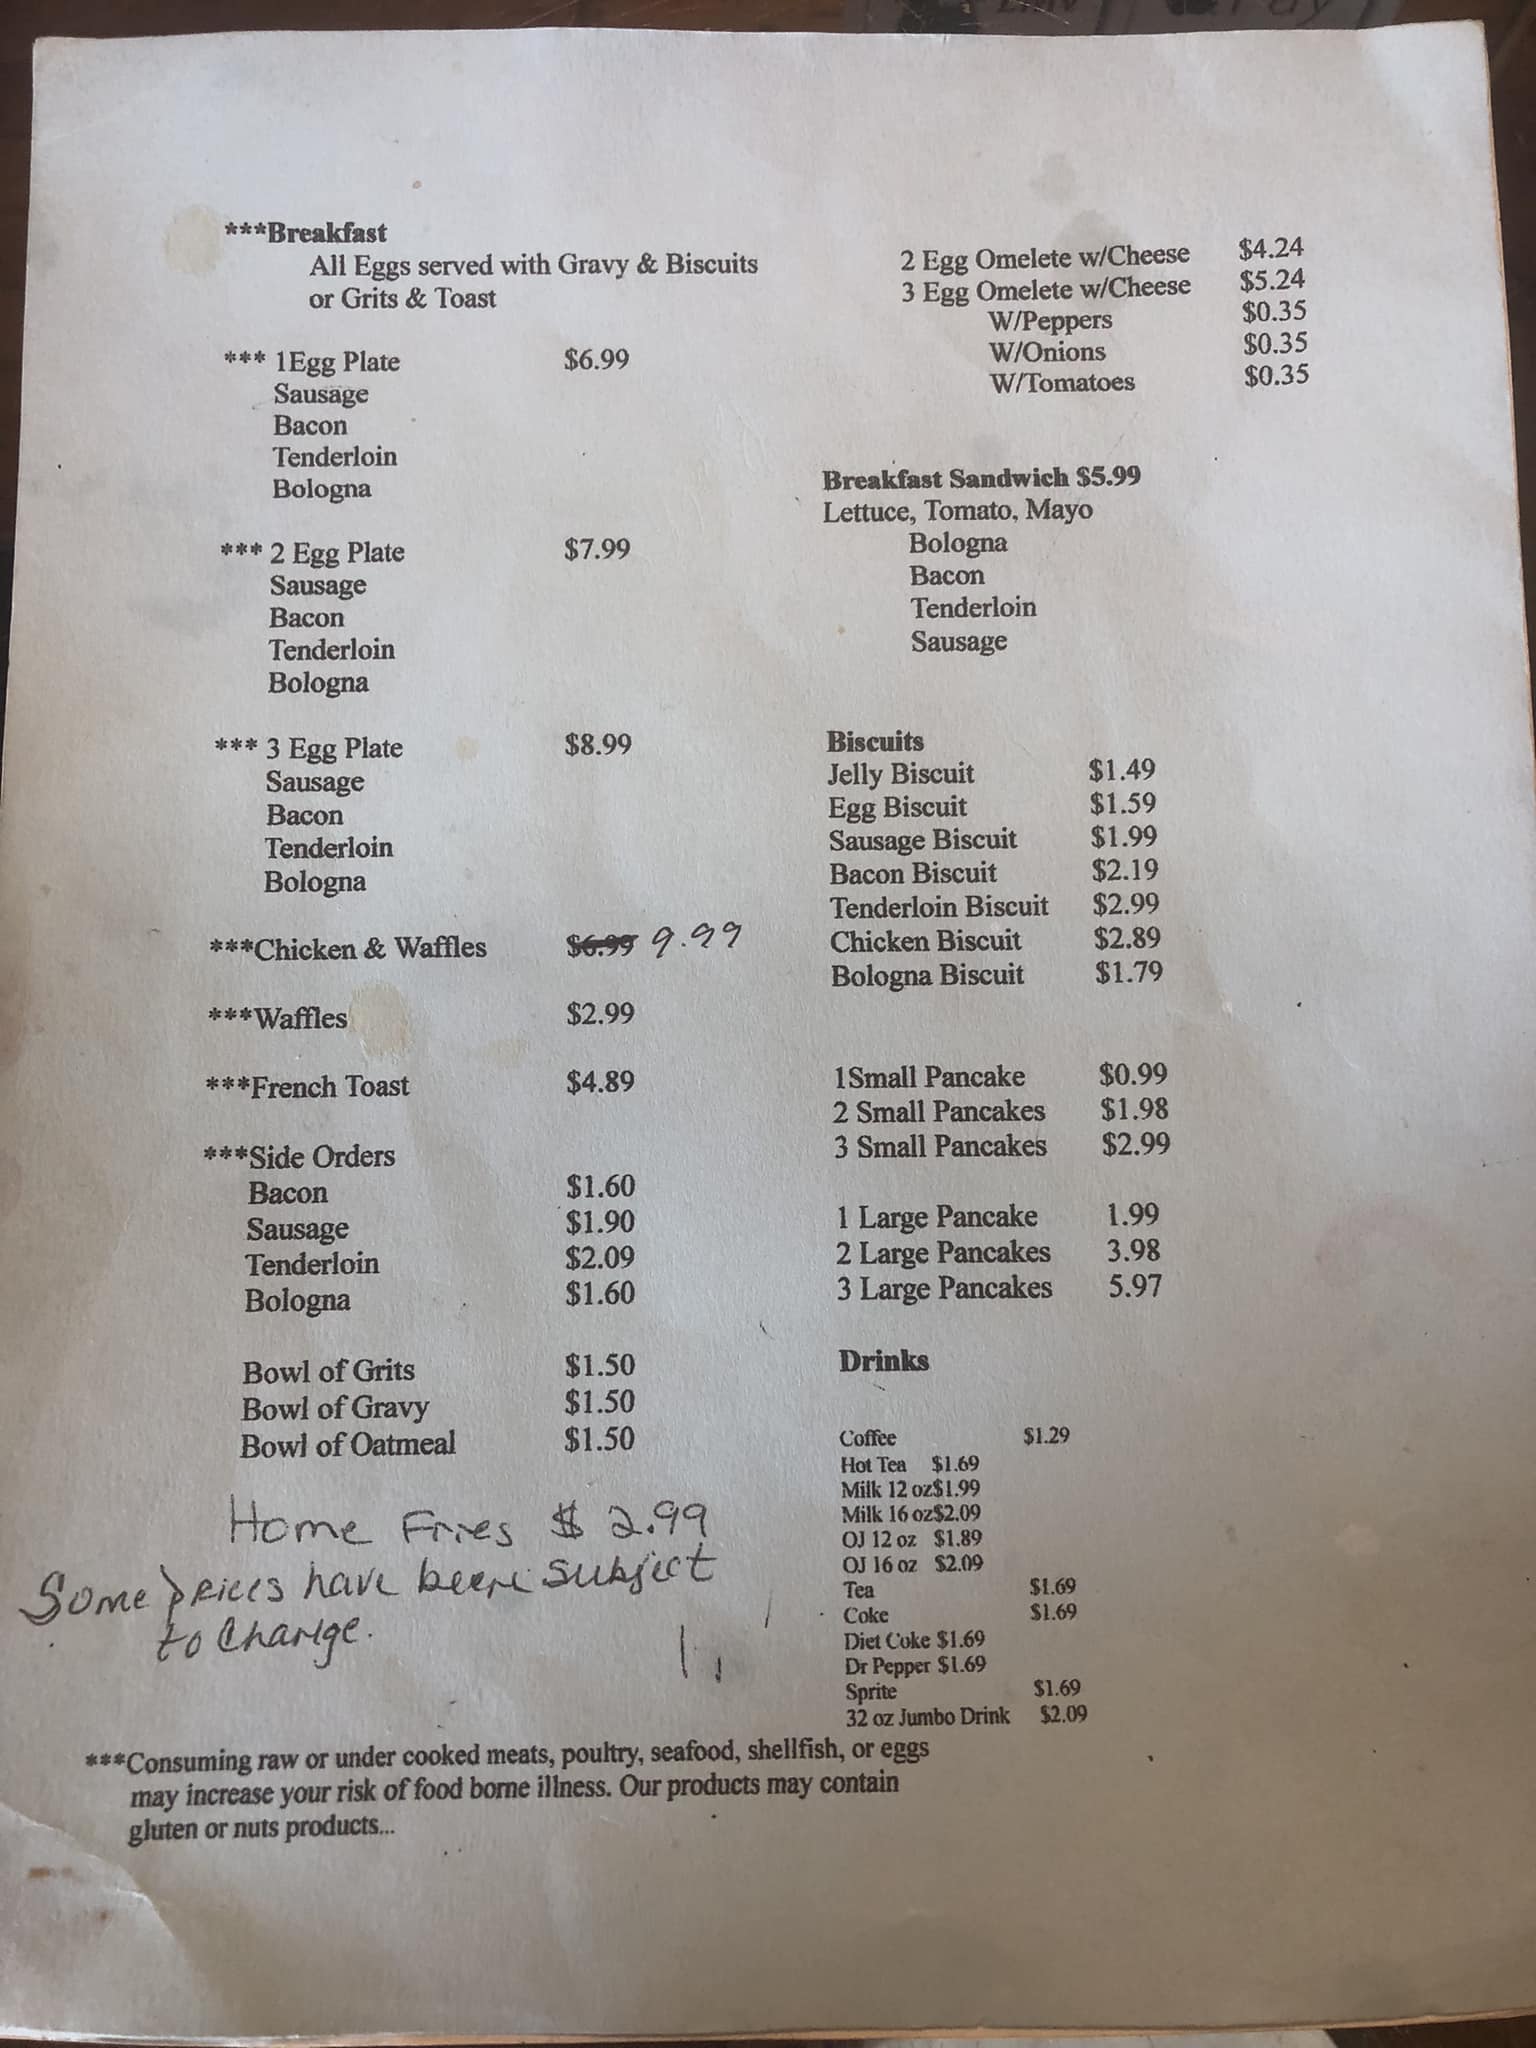 ***Breakfast
All Eggs served with Gravy & Biscuits
or Grits & Toast
*** 1Egg Plate $6.99
Sausage
Bacon
Tenderloin
Bologna
*** 2 Egg Plate $7.99
Sausage
Bacon
Tenderloin
Bologna
*** 3 Egg Plate $8.99
Sausage
Bacon
Tenderloin
Bologna
***Chicken & Waffles $6.99 9.99
***Waffles $2.99
***French Toast $4.89
***Side Orders
Bacon $1.60
Sausage $1.90
Tenderloin $2.09
Bologna $1.60
Bowl of Grits $1.50
Bowl of Gravy $1.50
Bowl of Oatmeal $1.50
Home Fries $ 2.99
Some prices have been subject
to change.
2 Egg Omelete w/Cheese $4.24
3 Egg Omelete w/Cheese $5.24
W/Peppers $0.35
W/Onions $0.35
W/Tomatoes $0.35
Breakfast Sandwich $5.99
Lettuce, Tomato, Mayo
Bologna
Bacon
Tenderloin
Sausage
Biscuits
Jelly Biscuit $1.49
Egg Biscuit $1.59
Sausage Biscuit $1.99
Bacon Biscuit $2.19
Tenderloin Biscuit $2.99
Chicken Biscuit $2.89
Bologna Biscuit $1.79
1Small Pancake $0.99
2 Small Pancakes $1.98
3 Small Pancakes $2.99
1 Large Pancake 1.99
2 Large Pancakes 3.98
3 Large Pancakes 5.97
Drinks
Coffee $1.29
Hot Tea $1.69
Milk 12 oz$1.99
Milk 16 oz$2.09
OJ 12 oz $1.89
OJ 16 oz $2.09
Tea $1.69
Coke $1.69
Diet Coke $1.69
Dr Pepper $1.69
Sprite $1.69
32 oz Jumbo Drink $2.09
***Consuming raw or under cooked meats, poultry, seafood, shellfish, or eggs
may increase your risk of food borne illness. Our products may contain
gluten or nuts products...